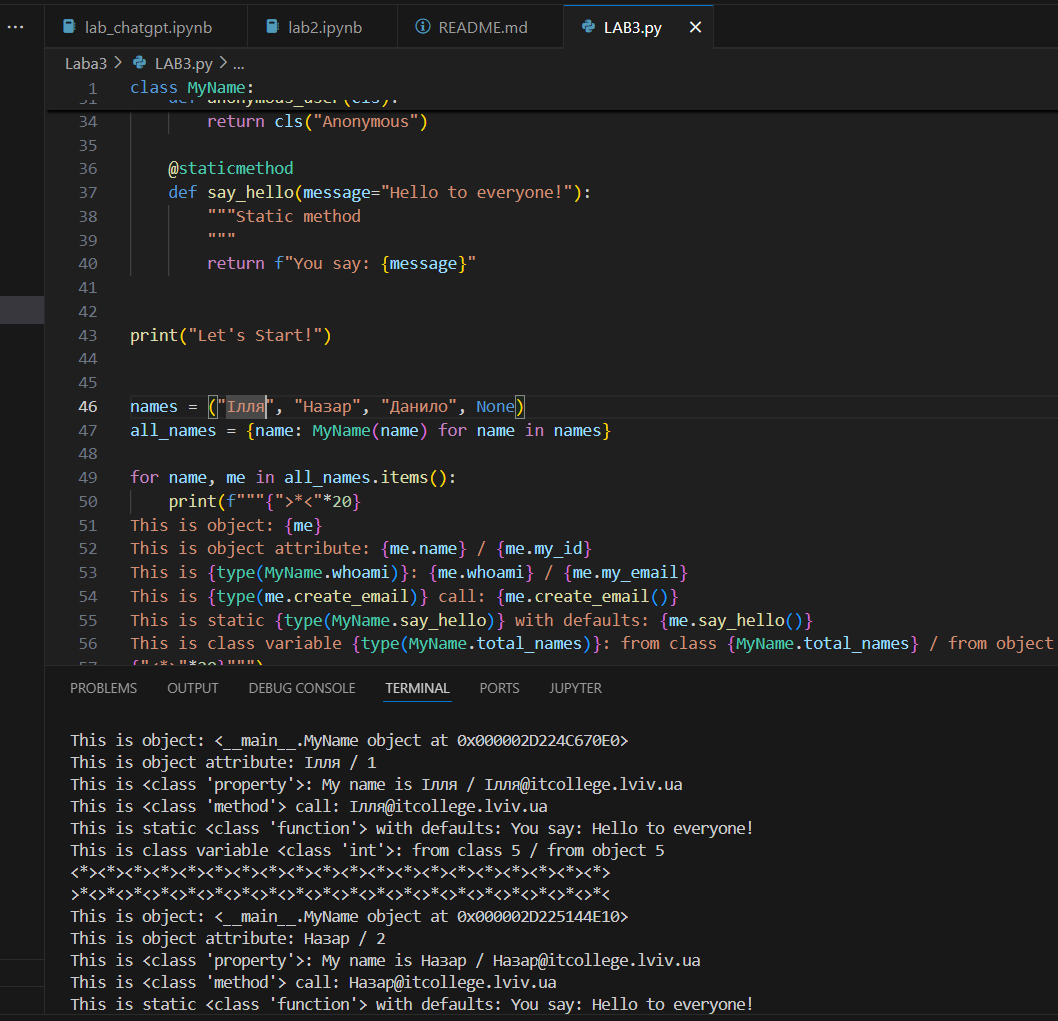 lab_chatgpt.ipynb lab2.ipynb README.md LAB3.py
Laba3 > LAB3.py > ...
1 class MyName:
31 def anonymous_user(cls):
34 return cls("Anonymous")
35
36 @staticmethod
37 def say_hello(message="Hello to everyone!"):
38 """Static method
39 """
40 return f"You say: {message}"
41
42
43 print("Let's Start!")
44
45
46 names = ("Ілля", "Назар", "Данило", None)
47 all_names = {name: MyName(name) for name in names}
48
49 for name, me in all_names.items():
50 print(f"""{">*<"*20}
51 This is object: {me}
52 This is object attribute: {me.name} / {me.my_id}
53 This is {type(MyName.whoami)}: {me.whoami} / {me.my_email}
54 This is {type(me.create_email)} call: {me.create_email()}
55 This is static {type(MyName.say_hello)} with defaults: {me.say_hello()}
56 This is class variable {type(MyName.total_names)}: from class {MyName.total_names} / from object
57 {"<*>"*20}""")
PROBLEMS OUTPUT DEBUG CONSOLE TERMINAL PORTS JUPYTER
This is object: <__main__.MyName object at 0x000002D224C670E0>
This is object attribute: Ілля / 1
This is <class 'property'>: My name is Ілля / Ілля@itcollege.lviv.ua
This is <class 'method'> call: Ілля@itcollege.lviv.ua
This is static <class 'function'> with defaults: You say: Hello to everyone!
This is class variable <class 'int'>: from class 5 / from object 5
<*><*><*><*><*><*><*><*><*><*><*><*><*><*><*><*><*><*><*><*>
>*<>*<>*<>*<>*<>*<>*<>*<>*<>*<>*<>*<>*<>*<>*<>*<>*<>*<>*<>*<
This is object: <__main__.MyName object at 0x000002D225144E10>
This is object attribute: Назар / 2
This is <class 'property'>: My name is Назар / Назар@itcollege.lviv.ua
This is <class 'method'> call: Назар@itcollege.lviv.ua
This is static <class 'function'> with defaults: You say: Hello to everyone!